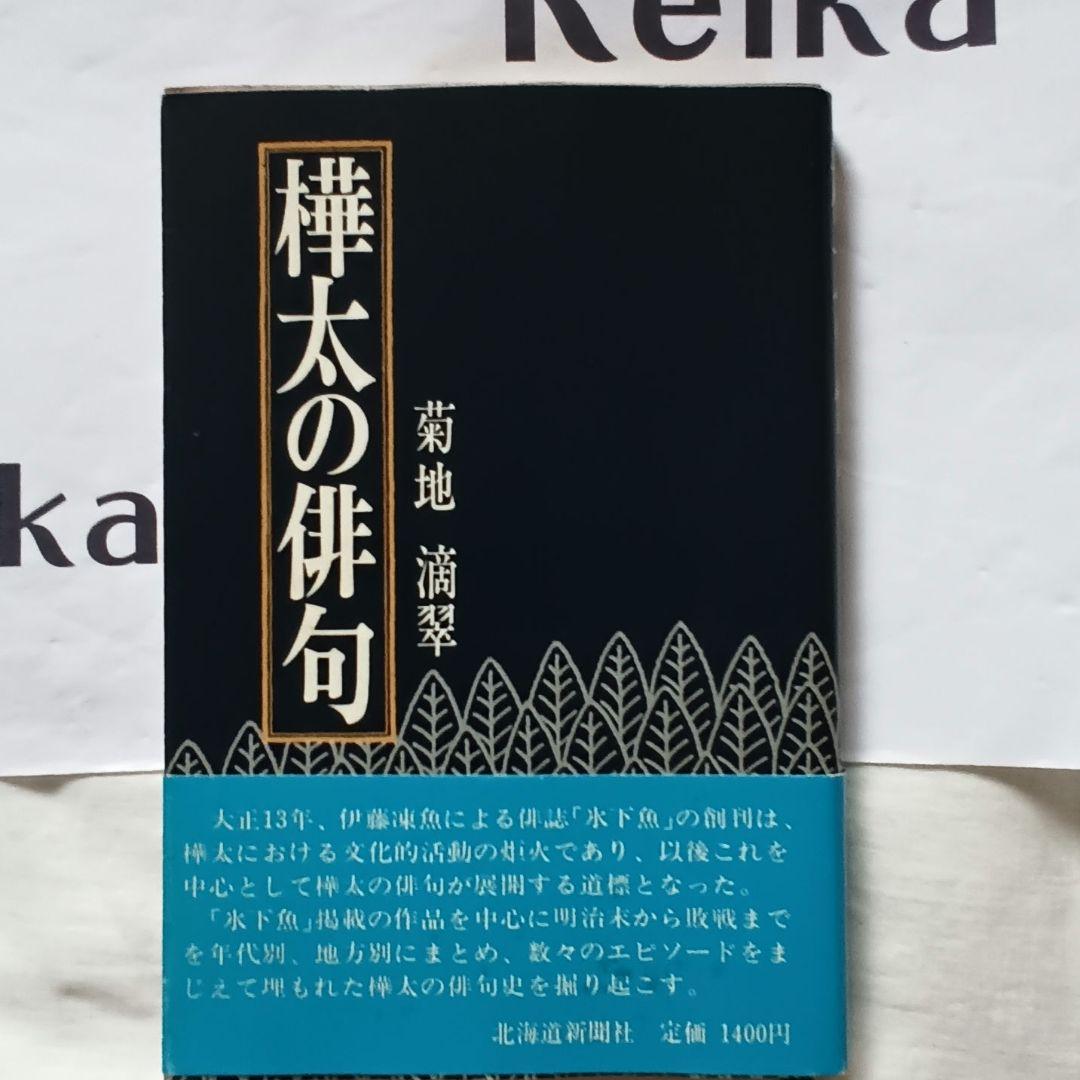 Keika
ka
樺太の俳句
菊地 滴翠
大正13年、伊藤凍魚による俳誌「氷下魚」の創刊は、
樺太における文化的活動の炬火であり、以後これを
中心として樺太の俳句が展開する道標となった。
「氷下魚」掲載の作品を中心に明治末から敗戦まで
を年代別、地方別にまとめ、数々のエピソードをま
じえて埋もれた樺太の俳句史を掘り起こす。
北海道新聞社 定価 1400円